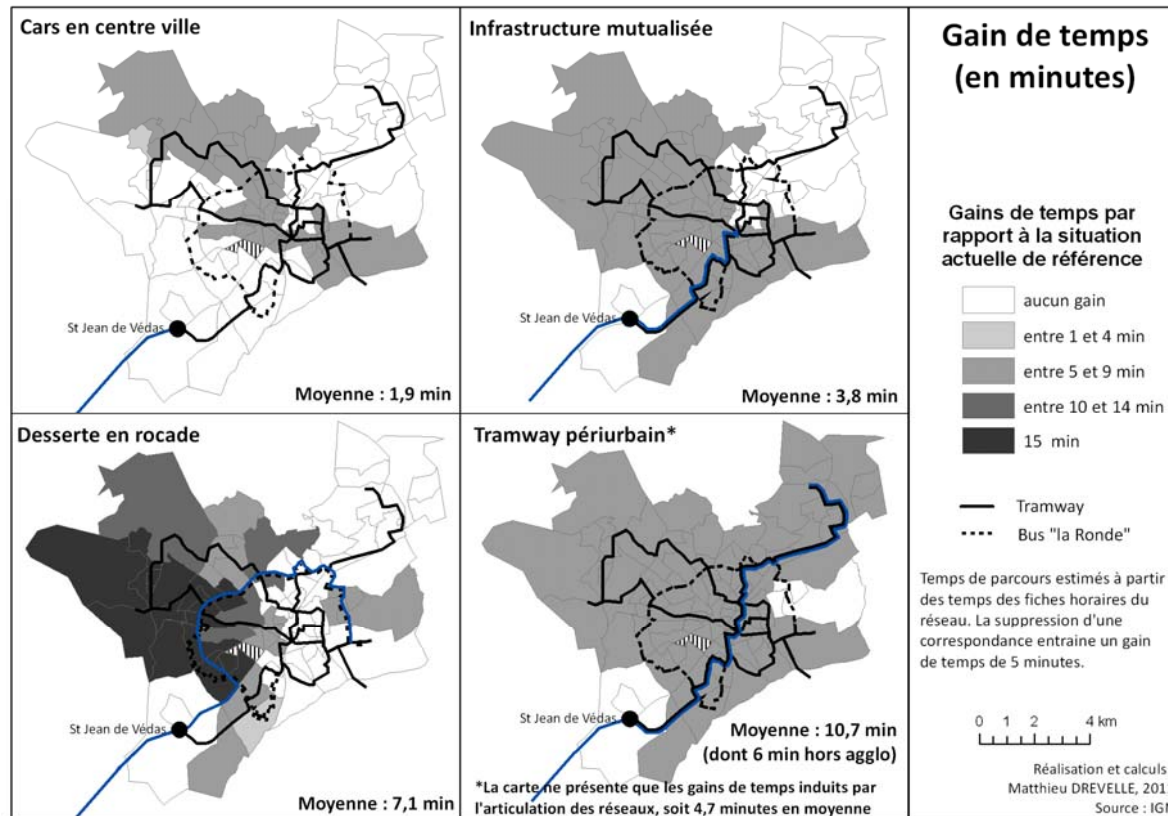 Cars en centre ville
St Jean de Védas
Moyenne : 1,9 min
Infrastructure mutualisée
St Jean de Védas
Moyenne : 3,8 min
Desserte en rocade
St Jean de Védas
Moyenne : 7,1 min
Tramway périurbain*
St Jean de Védas
Moyenne : 10,7 min
(dont 6 min hors agglo)
*La carte ne présente que les gains de temps induits par
l'articulation des réseaux, soit 4,7 minutes en moyenne
Gain de temps
(en minutes)
Gains de temps par
rapport à la situation
actuelle de référence
aucun gain
entre 1 et 4 min
entre 5 et 9 min
entre 10 et 14 min
15 min
Tramway
Bus "la Ronde"
Temps de parcours estimés à partir
des temps des fiches horaires du
réseau. La suppression d'une
correspondance entraine un gain
de temps de 5 minutes.
0 1 2 4 km
Réalisation et calculs
Matthieu DREVELLE, 201
Source : IGN